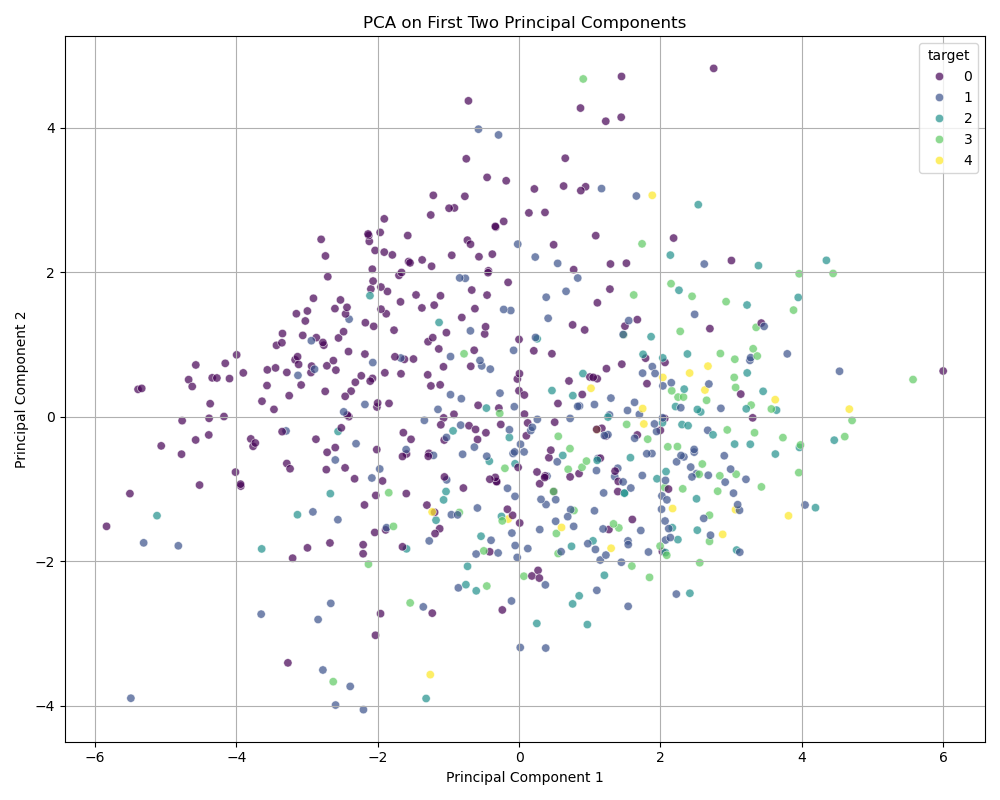 PCA on First Two Principal Components
target
0
1
2
3
4
Principal Component 2
4
2
0
−2
−4
−6 −4 −2 0 2 4 6
Principal Component 1